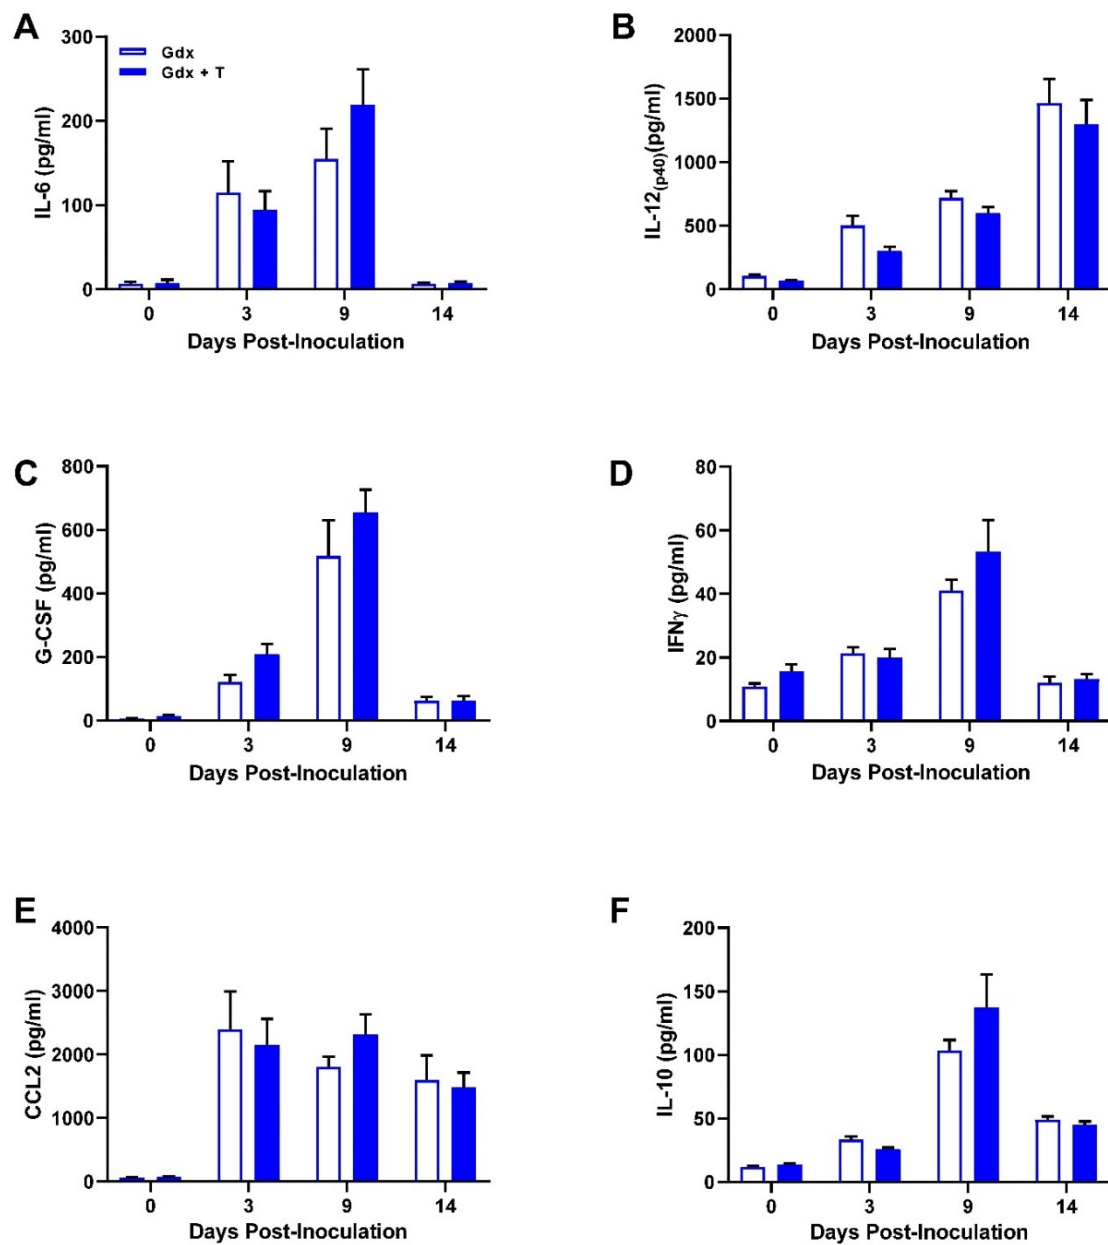 A
IL-6 (pg/ml)
300
200
100
0
Gdx
Gdx + T
0 3 9 14
Days Post-Inoculation
B
IL-12(p40)(pg/ml)
2000
1500
1000
500
0
0 3 9 14
Days Post-Inoculation
C
G-CSF (pg/ml)
800
600
400
200
0
0 3 9 14
Days Post-Inoculation
D
IFNγ (pg/ml)
80
60
40
20
0
0 3 9 14
Days Post-Inoculation
E
CCL2 (pg/ml)
4000
3000
2000
1000
0
0 3 9 14
Days Post-Inoculation
F
IL-10 (pg/ml)
200
150
100
50
0
0 3 9 14
Days Post-Inoculation